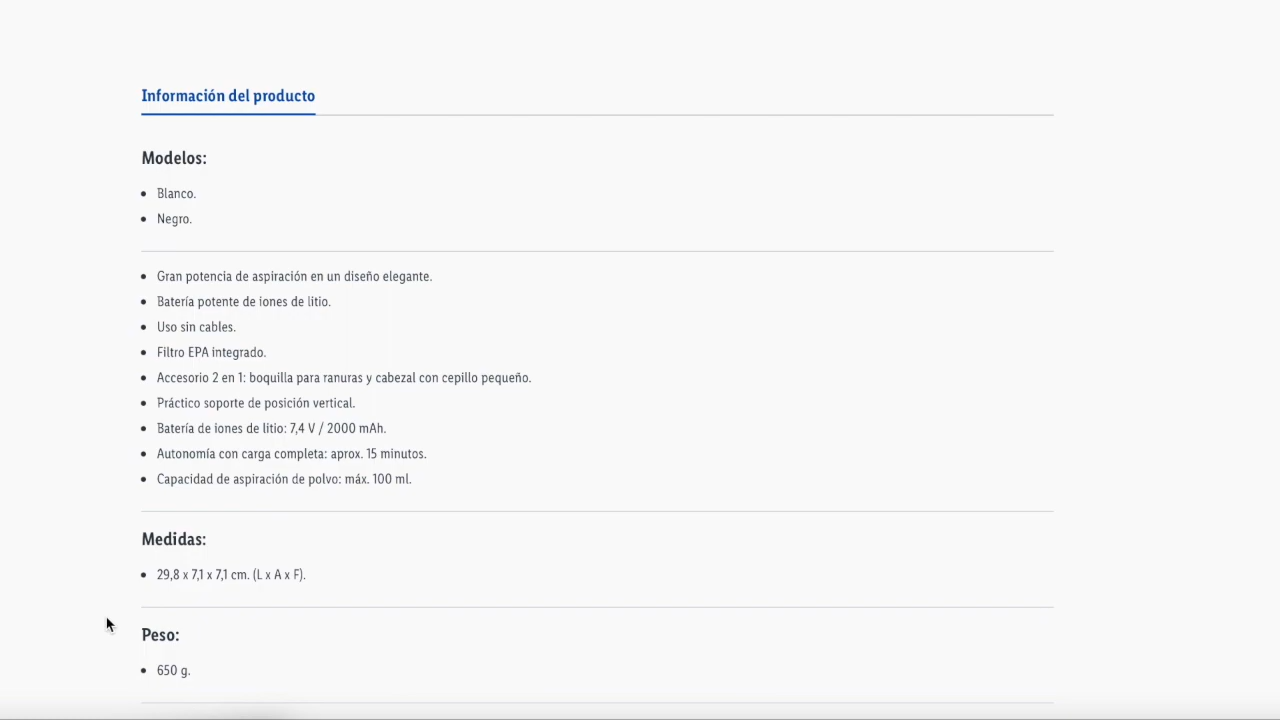 Información del producto
Modelos:
Blanco.
Negro.
Gran potencia de aspiración en un diseño elegante.
Batería potente de iones de litio.
Uso sin cables.
Filtro EPA integrado.
Accesorio 2 en 1: boquilla para ranuras y cabezal con cepillo pequeño.
Práctico soporte de posición vertical.
Batería de iones de litio: 7,4 V / 2000 mAh.
Autonomía con carga completa: aprox. 15 minutos.
Capacidad de aspiración de polvo: máx. 100 ml.
Medidas:
29,8 x 7,1 x 7,1 cm. (L x A x F).
Peso:
650 g.